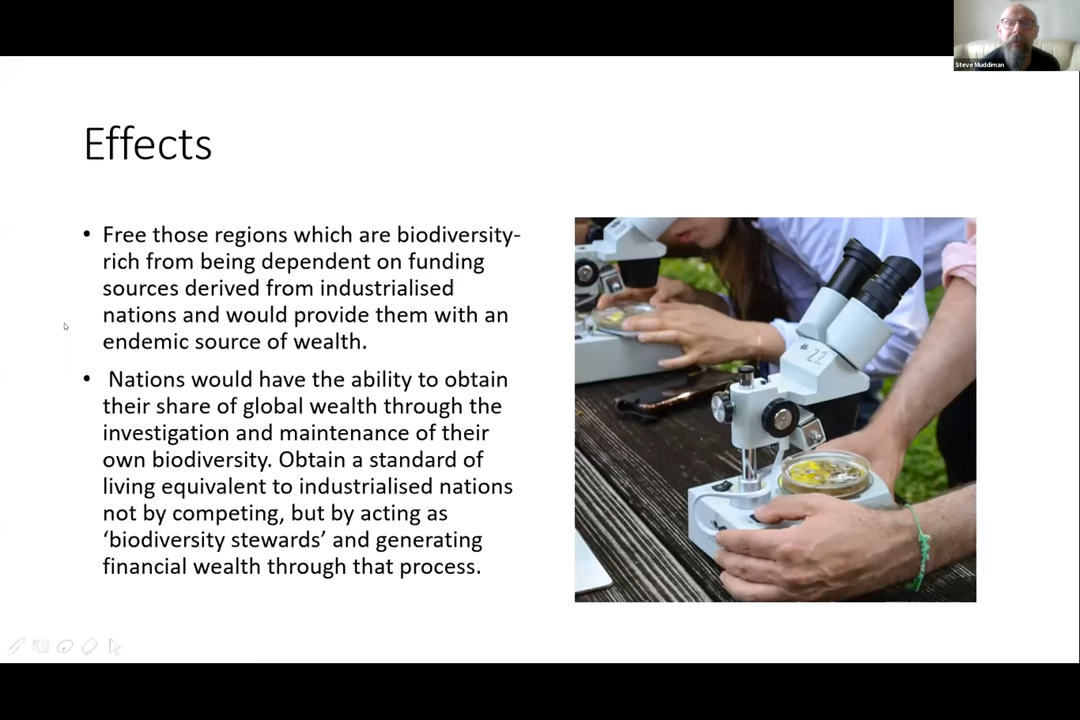 Steve Muddiman
Effects
• Free those regions which are biodiversity-
rich from being dependent on funding
sources derived from industrialised
nations and would provide them with an
endemic source of wealth.
• Nations would have the ability to obtain
their share of global wealth through the
investigation and maintenance of their
own biodiversity. Obtain a standard of
living equivalent to industrialised nations
not by competing, but by acting as
‘biodiversity stewards’ and generating
financial wealth through that process.
# 22